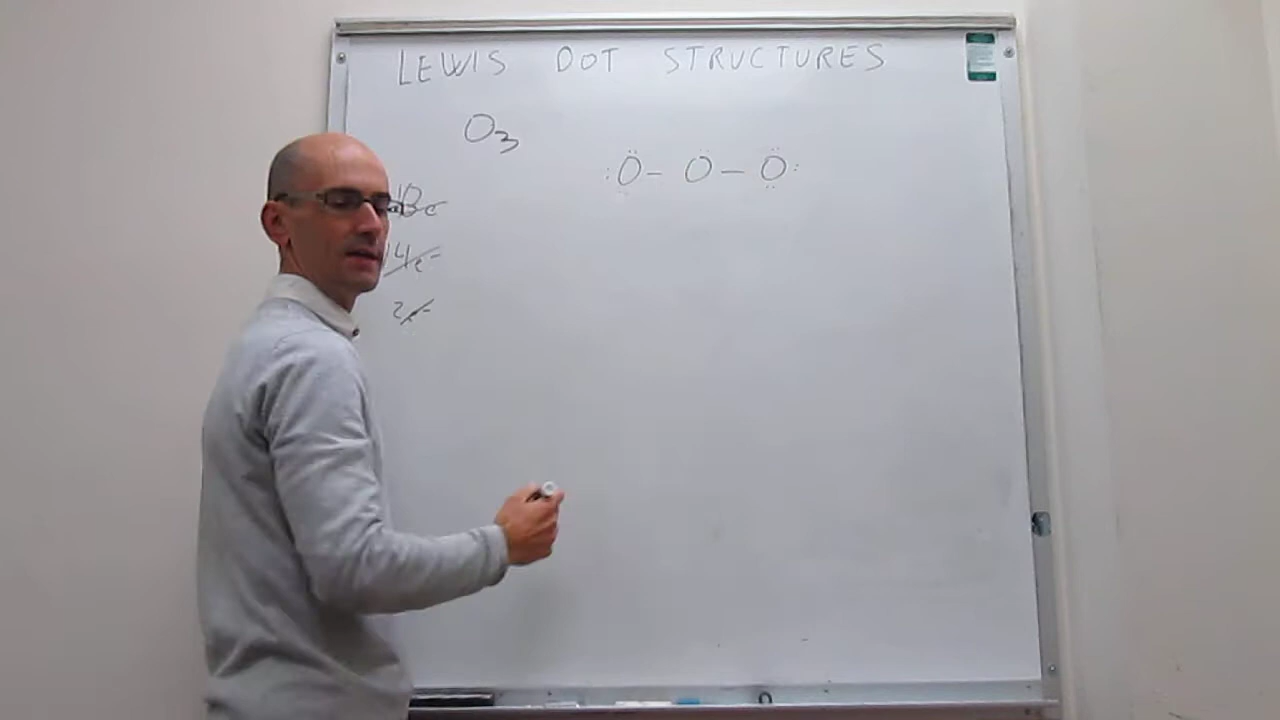 LEWIS DOT STRUCTURES
O₃
:Ö – Ö – Ö:
18e⁻
14e⁻
2e⁻